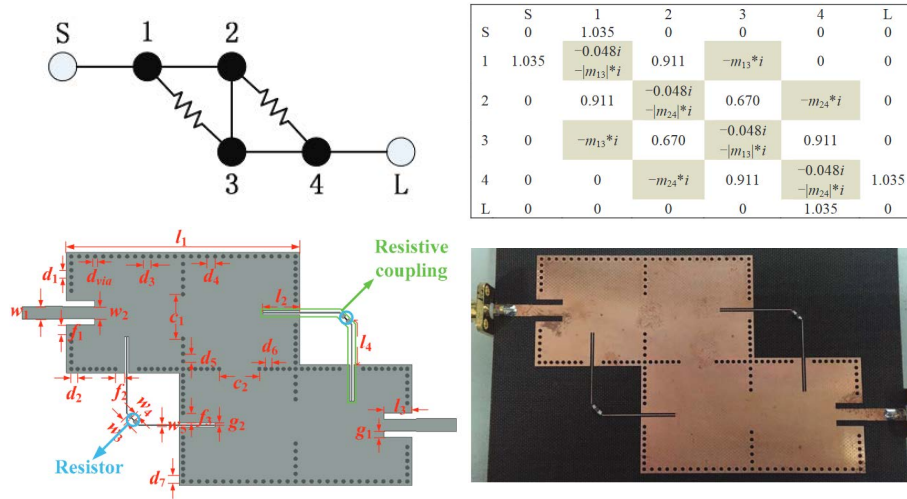 S 1 2
3 4 L
S 1 2 3 4 L
S 0 1.035 0 0 0 0
1 1.035 −0.048i −|m₁₃|*i 0.911 −m₁₃*i 0 0
2 0 0.911 −0.048i −|m₂₄|*i 0.670 −m₂₄*i 0
3 0 −m₁₃*i 0.670 −0.048i −|m₁₃|*i 0.911 0
4 0 0 −m₂₄*i 0.911 −0.048i −|m₂₄|*i 1.035
L 0 0 0 0 1.035 0
l₁
Resistive
coupling
d₁ dvia d₃ d₄
w₁ w₂ c₁ l₂
f₁ l₄
d₅ d₆
d₂ f₂ c₂
w₄ f₃ l₃
w₃ g₂ g₁
Resistor
d₇